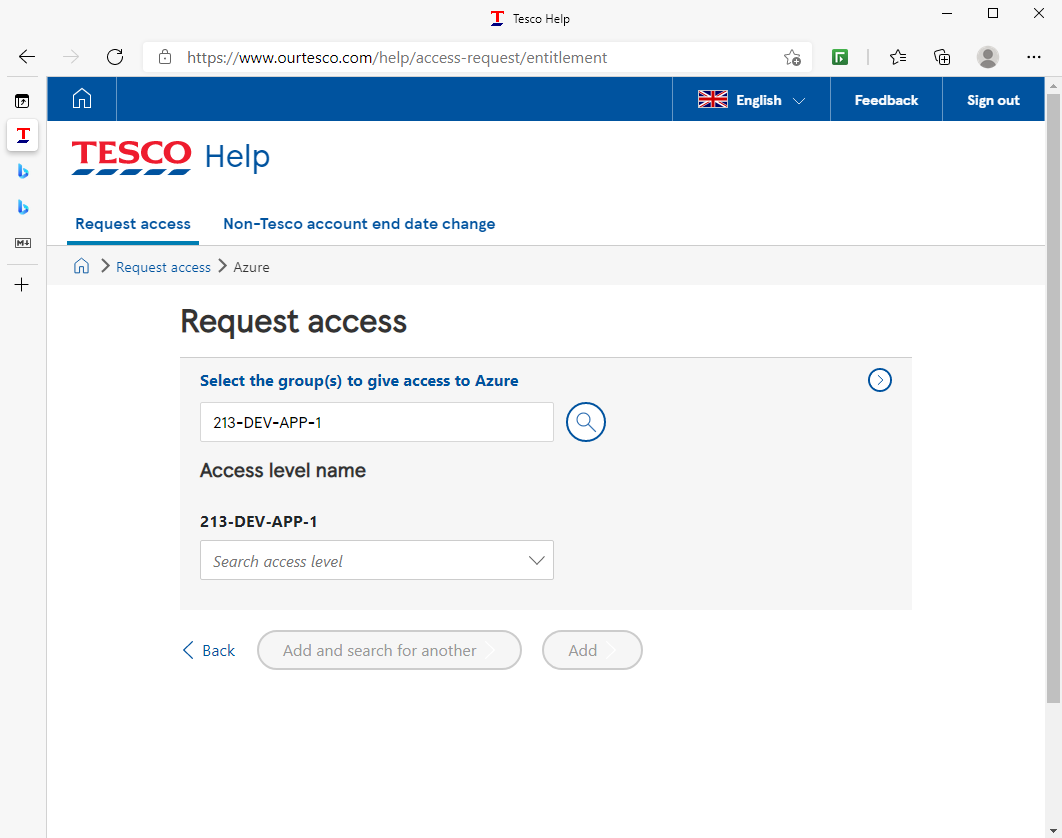 Tesco Help
https://www.ourtesco.com/help/access-request/entitlement
English
Feedback
Sign out
TESCO Help
Request access
Non-Tesco account end date change
Request access
Azure
Request access
Select the group(s) to give access to Azure
213-DEV-APP-1
Access level name
213-DEV-APP-1
Search access level
Back
Add and search for another
Add